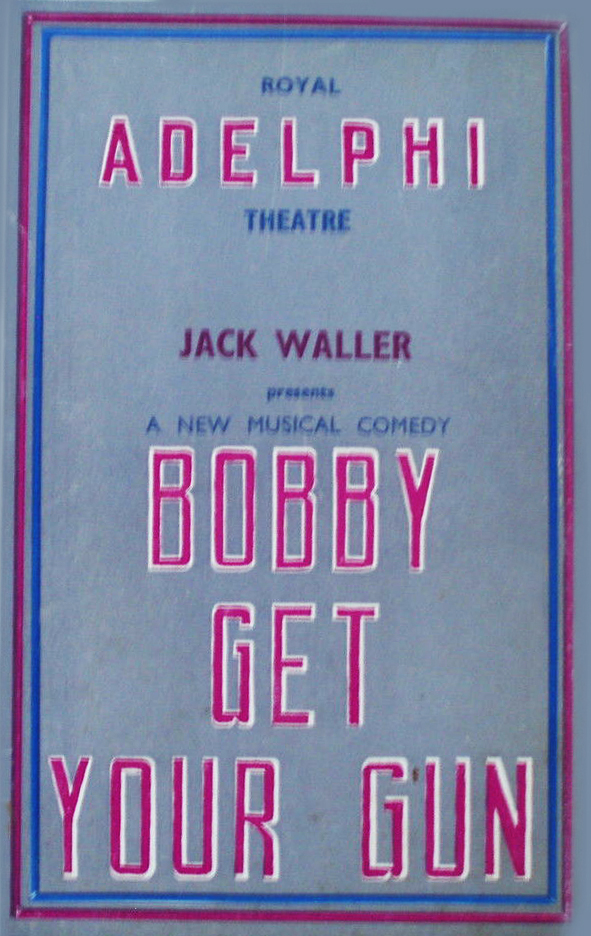 ROYAL
ADELPHI
THEATRE
JACK WALLER
presents
A NEW MUSICAL COMEDY
BOBBY
GET
YOUR GUN